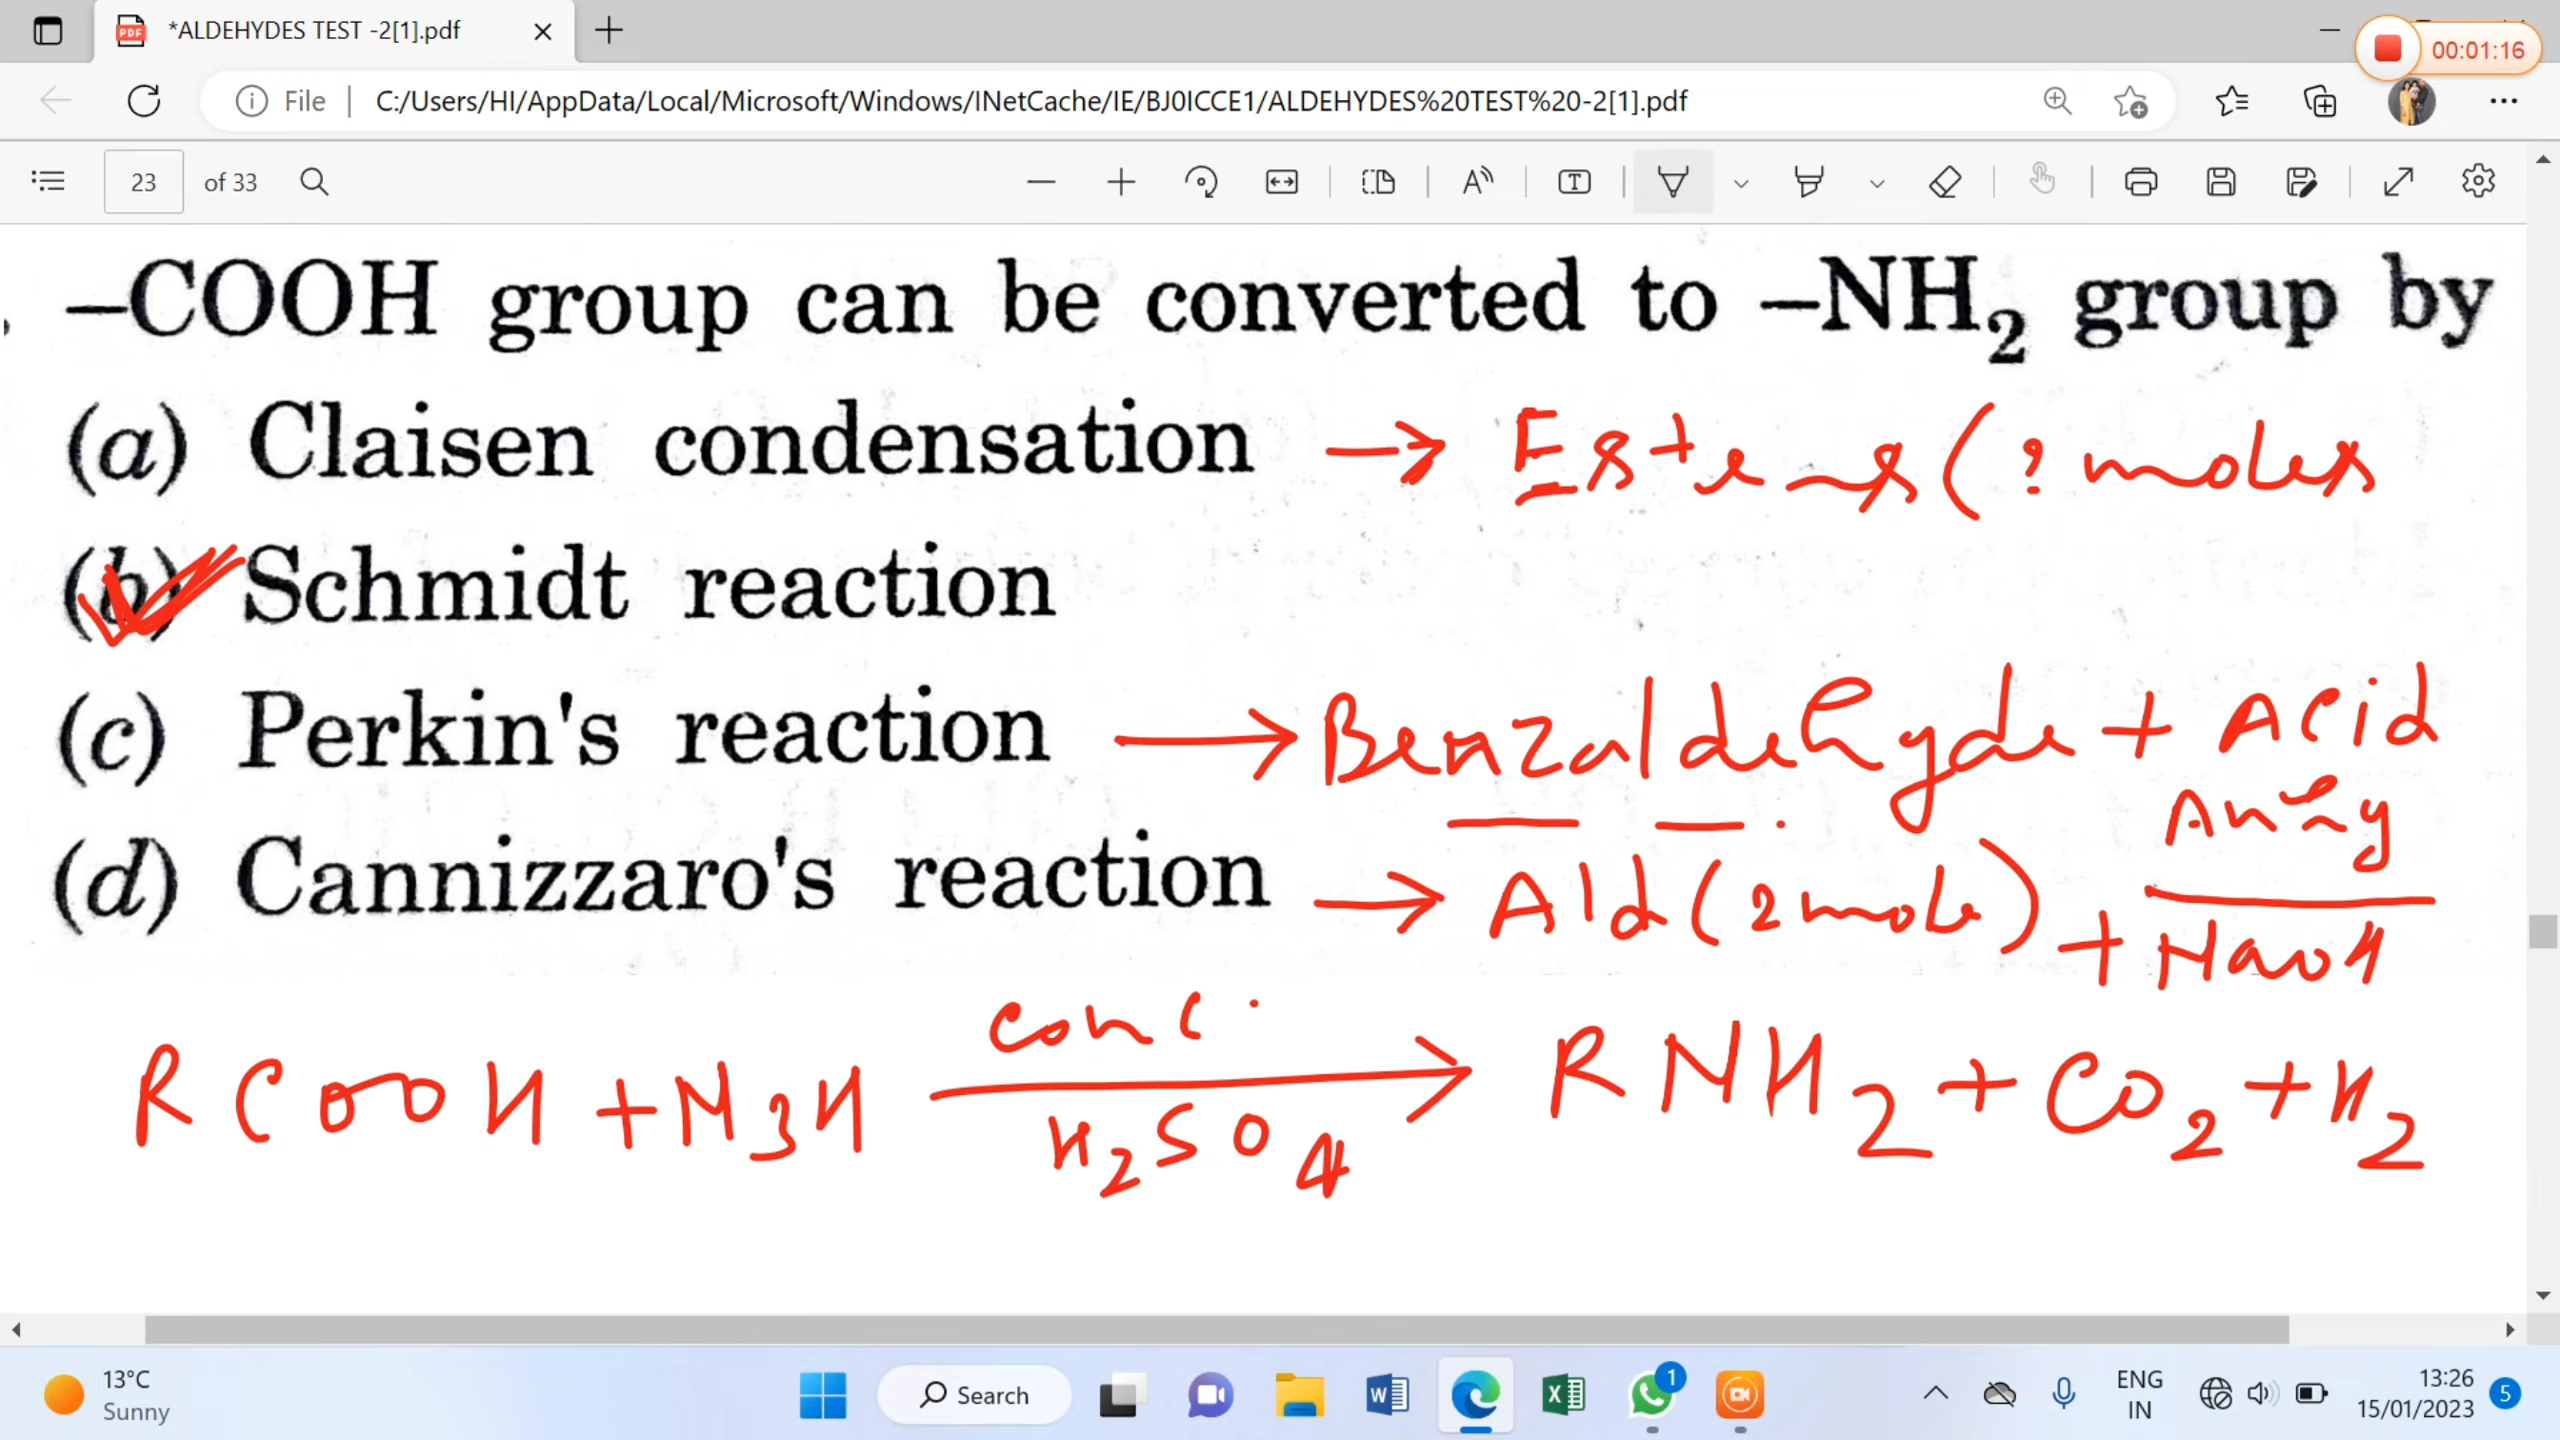 *ALDEHYDES TEST -2[1].pdf
00:01:16
File | C:/Users/HI/AppData/Local/Microsoft/Windows/INetCache/IE/BJ0ICCE1/ALDEHYDES%20TEST%20-2[1].pdf
23 of 33
–COOH group can be converted to –NH₂ group by
(a) Claisen condensation → Esters (2 moles
(b) Schmidt reaction
(c) Perkin's reaction → Benzaldehyde + Acid
Anhy
(d) Cannizzaro's reaction → Ald (2 mole) + NaOH
RCOOH + N₃H conc. H₂SO₄ → RNH₂ + CO₂ + N₂
13°C
Sunny
Search
1
ENG
IN
13:26
15/01/2023
5